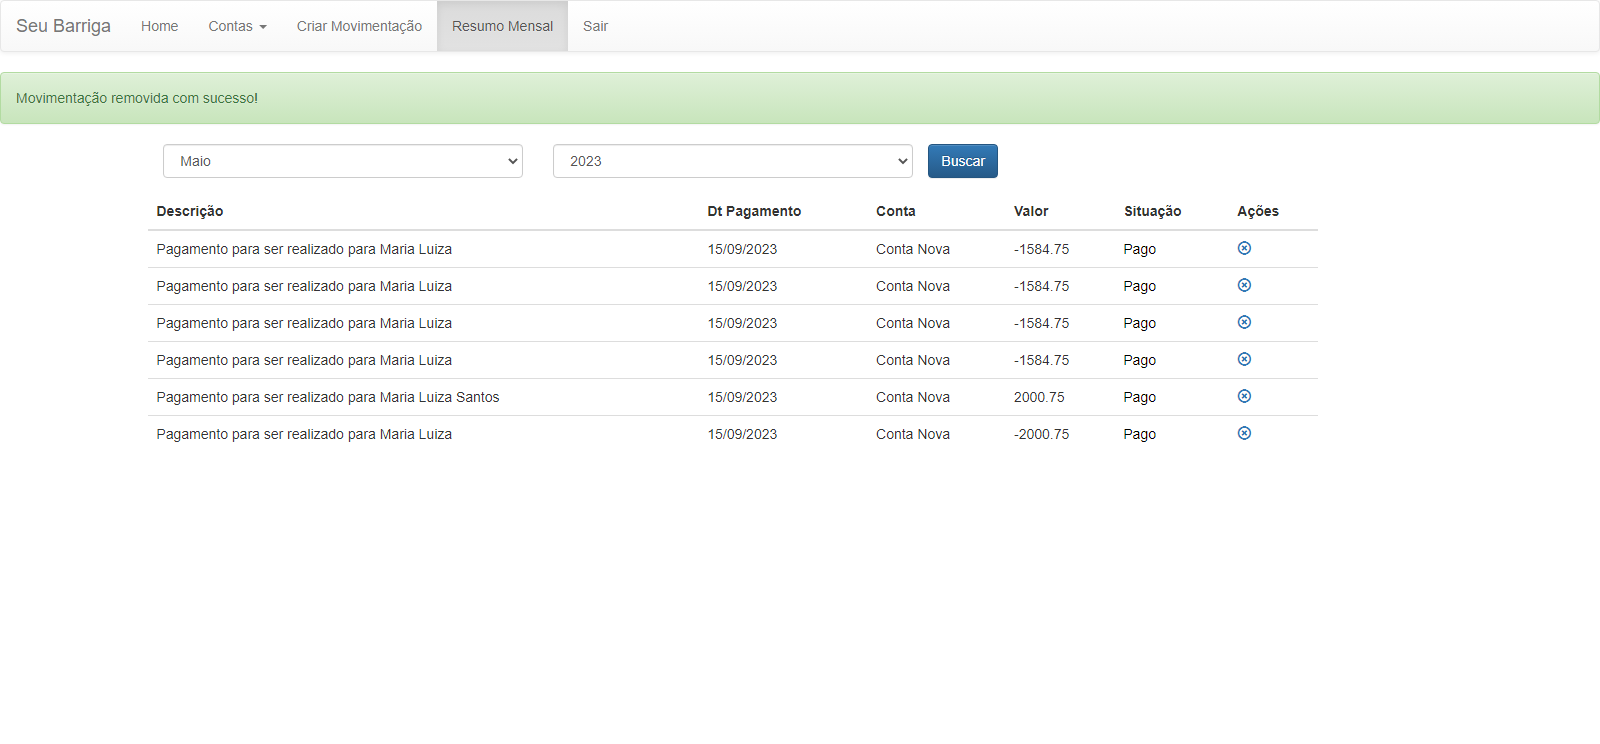 Seu Barriga Home Contas Criar Movimentação Resumo Mensal Sair
Movimentação removida com sucesso!
Maio 2023 Buscar
Descrição Dt Pagamento Conta Valor Situação Ações
Pagamento para ser realizado para Maria Luiza 15/09/2023 Conta Nova -1584.75 Pago
Pagamento para ser realizado para Maria Luiza 15/09/2023 Conta Nova -1584.75 Pago
Pagamento para ser realizado para Maria Luiza 15/09/2023 Conta Nova -1584.75 Pago
Pagamento para ser realizado para Maria Luiza 15/09/2023 Conta Nova -1584.75 Pago
Pagamento para ser realizado para Maria Luiza Santos 15/09/2023 Conta Nova 2000.75 Pago
Pagamento para ser realizado para Maria Luiza 15/09/2023 Conta Nova -2000.75 Pago